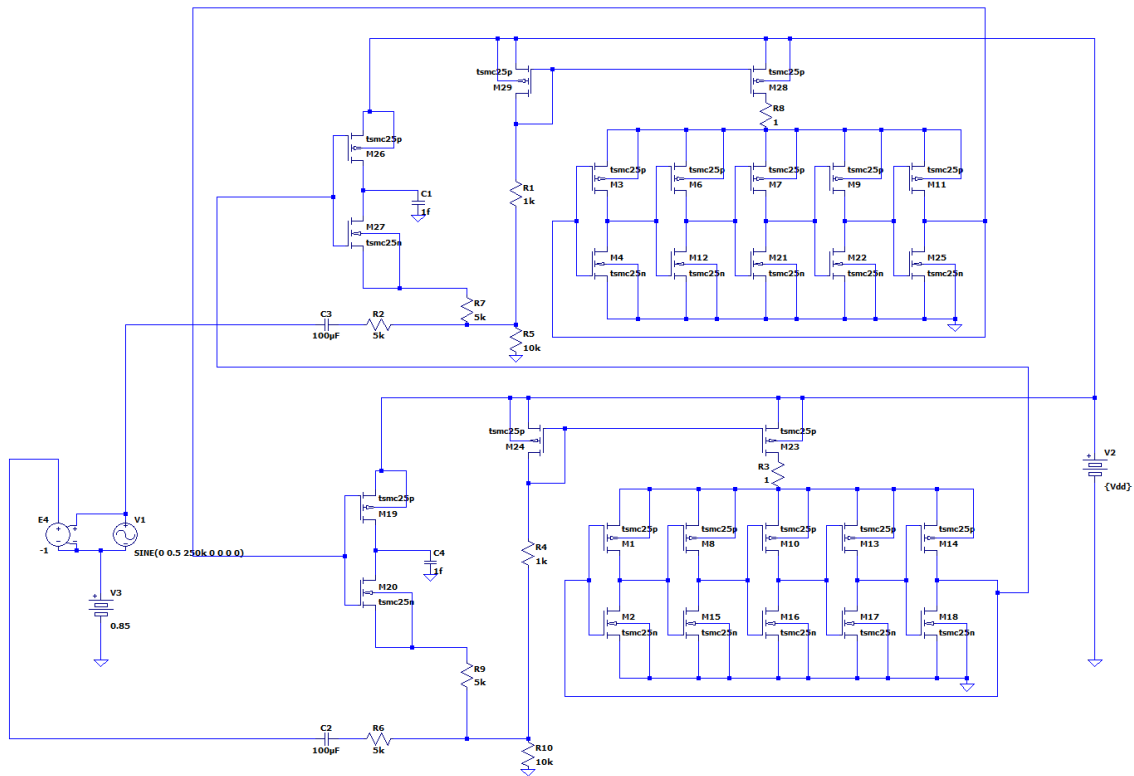 tsmc25p
M29
tsmc25p
M28
R8
1
tsmc25p
M26
C1
1f
M27
tsmc25n
R1
1k
tsmc25p
M3
tsmc25p
M6
tsmc25p
M7
tsmc25p
M9
tsmc25p
M11
M4
tsmc25n
M12
tsmc25n
M21
tsmc25n
M22
tsmc25n
M25
tsmc25n
R7
5k
C3
100µF
R2
5k
R5
10k
tsmc25p
M24
tsmc25p
M23
R3
1
V2
{Vdd}
tsmc25p
M19
C4
1f
M20
tsmc25n
R4
1k
tsmc25p
M1
tsmc25p
M8
tsmc25p
M10
tsmc25p
M13
tsmc25p
M14
M2
tsmc25n
M15
tsmc25n
M16
tsmc25n
M17
tsmc25n
M18
tsmc25n
E4
-1
V1
SINE(0 0.5 250k 0 0 0 0)
V3
0.85
R9
5k
C2
100µF
R6
5k
R10
10k